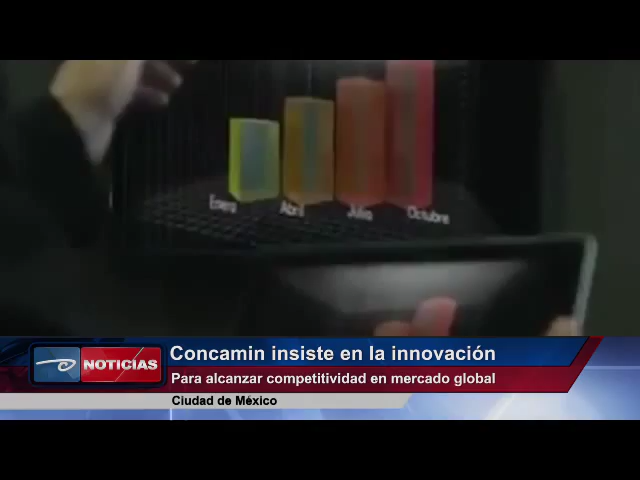 Enero Abril Julio Octubre
NOTICIAS
Concamin insiste en la innovación
Para alcanzar competitividad en mercado global
Ciudad de México